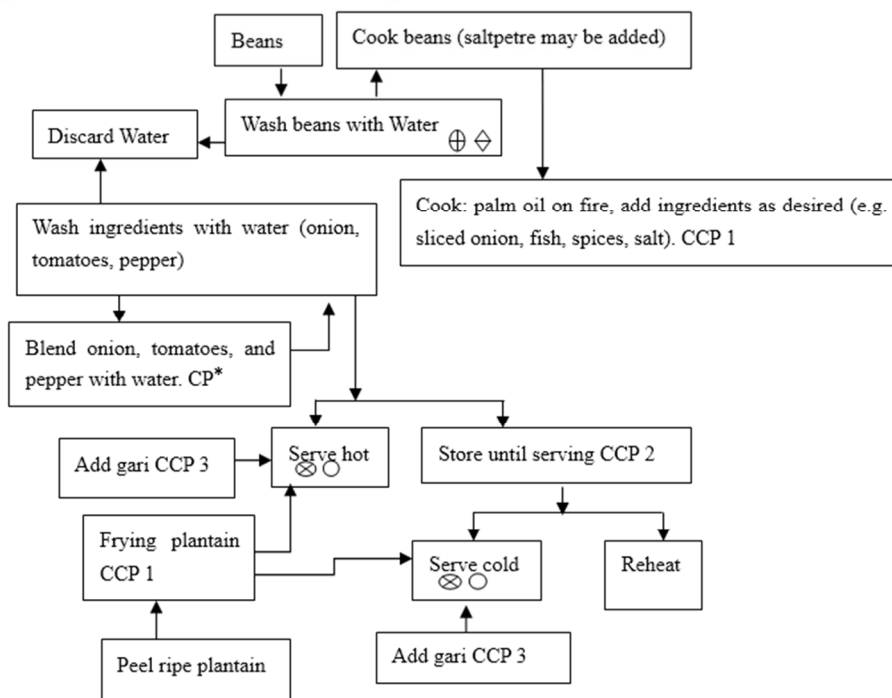 Beans
Cook beans (saltpetre may be added)
Wash beans with Water
Discard Water
Cook: palm oil on fire, add ingredients as desired (e.g.
sliced onion, fish, spices, salt). CCP 1
Wash ingredients with water (onion,
tomatoes, pepper)
Blend onion, tomatoes, and
pepper with water. CP*
Add gari CCP 3
Serve hot
Store until serving CCP 2
Frying plantain
CCP 1
Serve cold
Reheat
Peel ripe plantain
Add gari CCP 3